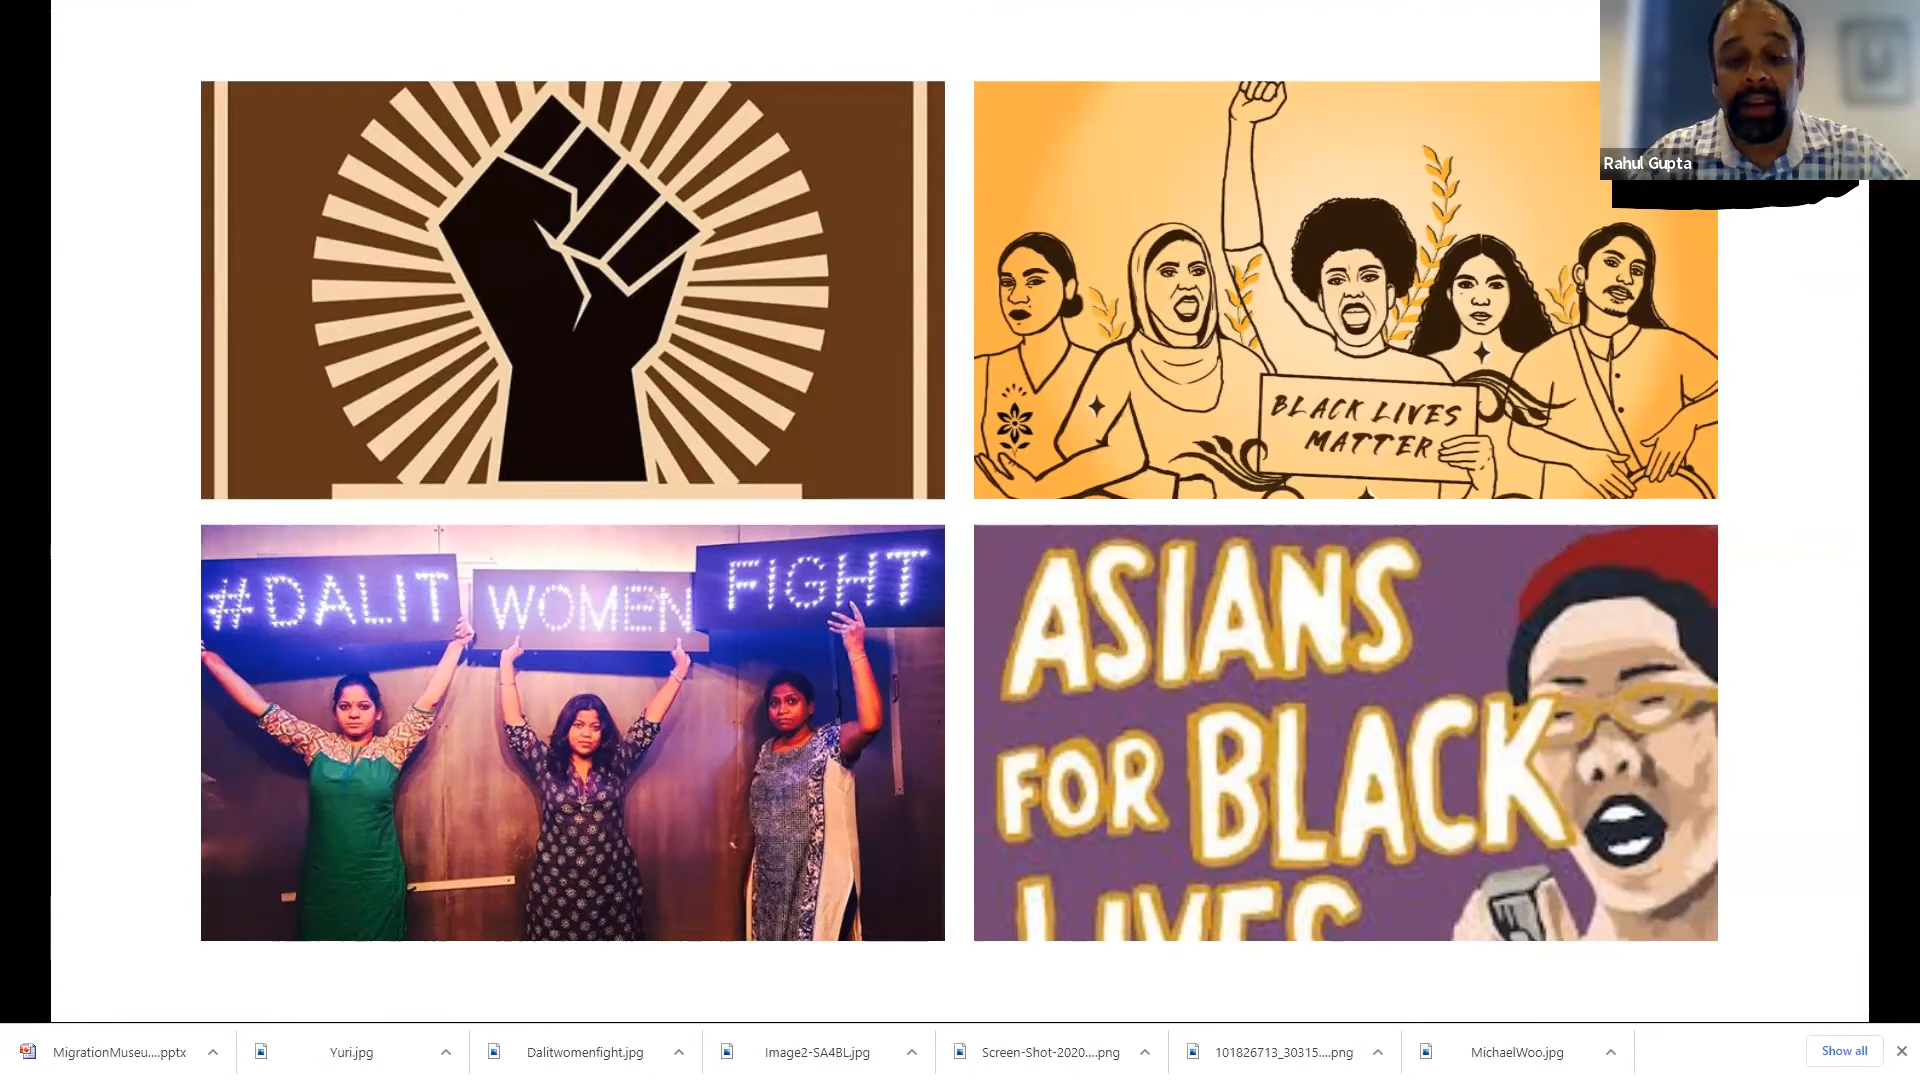 Rahul Gupta
BLACK LIVES
MATTER
#DALIT WOMEN FIGHT
ASIANS
FOR BLACK
LIVES
MigrationMuseu....pptx
Yuri.jpg
Dalitwomenfight.jpg
Image2-SA4BL.jpg
Screen-Shot-2020....png
101826713_30315....png
MichaelWoo.jpg
Show all